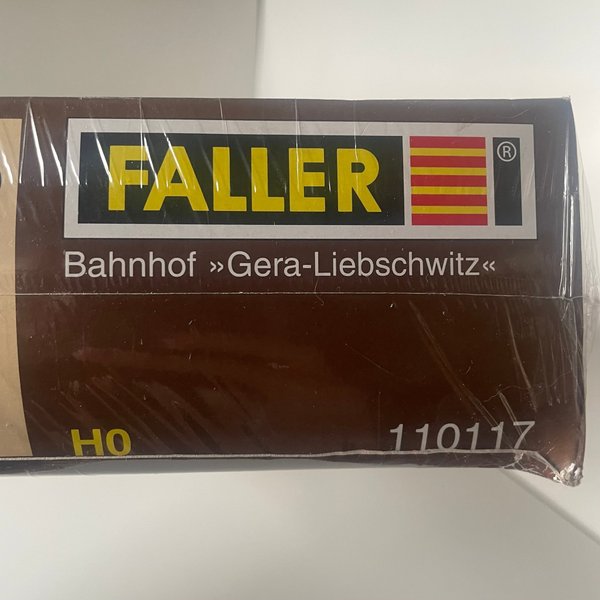 FALLER ®
Bahnhof »Gera-Liebschwitz«
H0 110117